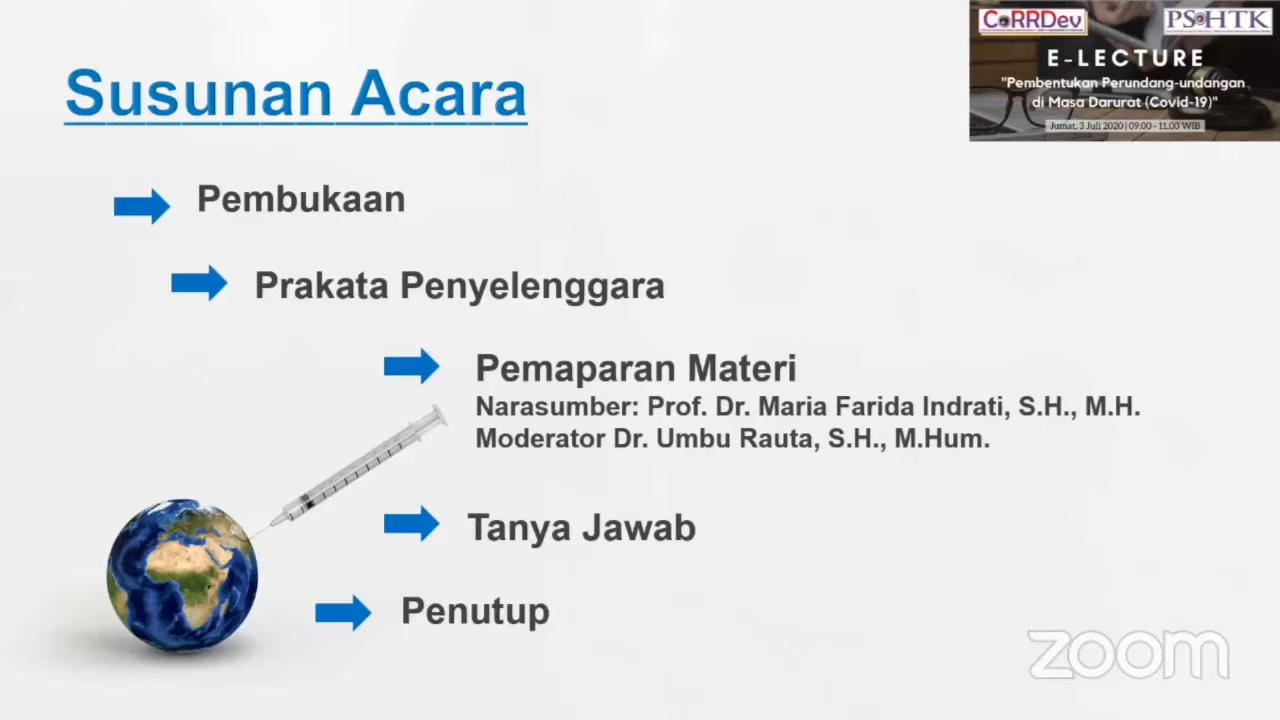 CoRRDev
PSHTK
E-LECTURE
"Pembentukan Perundang-undangan
di Masa Darurat (Covid-19)"
Jumat, 3 Juli 2020 | 09:00 - 11.00 WIB
Susunan Acara
Pembukaan
Prakata Penyelenggara
Pemaparan Materi
Narasumber: Prof. Dr. Maria Farida Indrati, S.H., M.H.
Moderator Dr. Umbu Rauta, S.H., M.Hum.
Tanya Jawab
Penutup
zoom